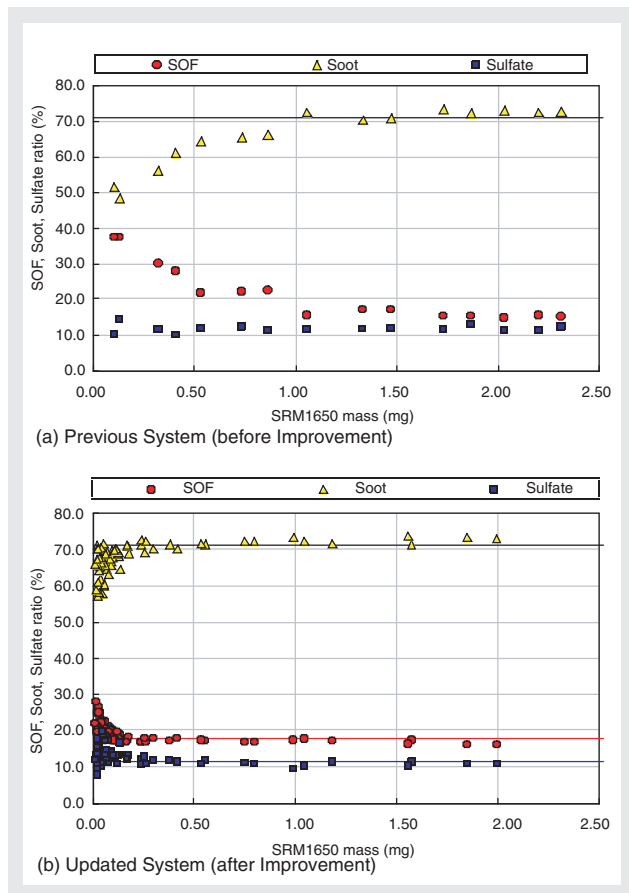 SOF Soot Sulfate
80.0
70.0
60.0
50.0
40.0
30.0
20.0
10.0
0.0
SOF, Soot, Sulfate ratio (%)
0.00 0.50 1.00 1.50 2.00 2.50
SRM1650 mass (mg)
(a) Previous System (before Improvement)
SOF Soot Sulfate
80.0
70.0
60.0
50.0
40.0
30.0
20.0
10.0
0.0
SOF, Soot, Sulfate ratio (%)
0.00 0.50 1.00 1.50 2.00 2.50
SRM1650 mass (mg)
(b) Updated System (after Improvement)